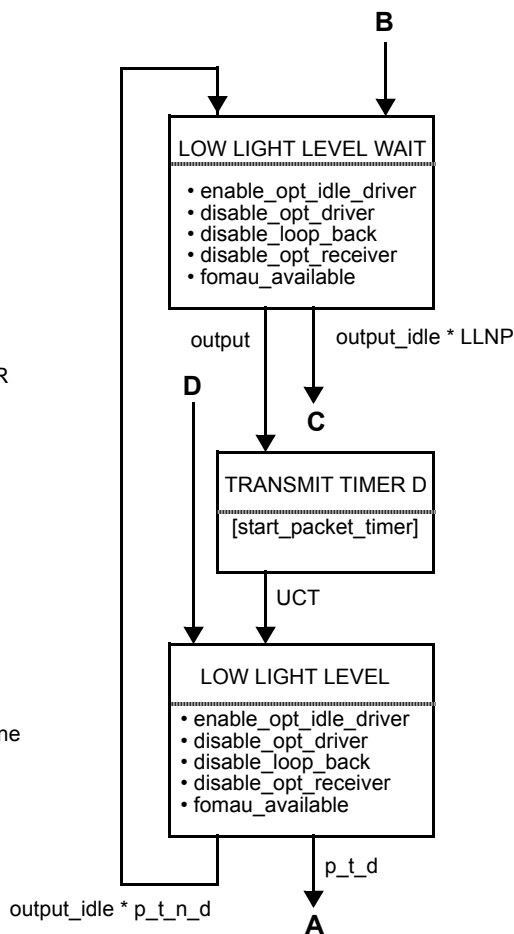 B
LOW LIGHT LEVEL WAIT
• enable_opt_idle_driver
• disable_opt_driver
• disable_loop_back
• disable_opt_receiver
• fomau_available
output
output_idle * LLNP
R
D
C
TRANSMIT TIMER D
[start_packet_timer]
UCT
LOW LIGHT LEVEL
• enable_opt_idle_driver
• disable_opt_driver
• disable_loop_back
• disable_opt_receiver
• fomau_available
me
p_t_d
output_idle * p_t_n_d
A